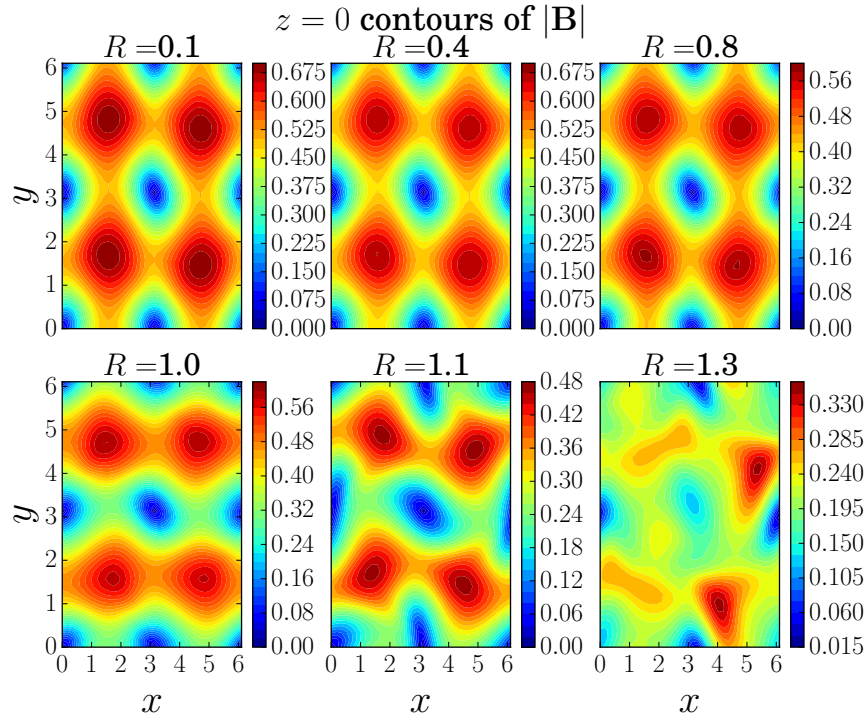 z = 0 contours of |B|
R =0.1 R =0.4 R =0.8
6 5 4 3 2 1 0
y
0.675 0.600 0.525 0.450 0.375 0.300 0.225 0.150 0.075 0.000
0.675 0.600 0.525 0.450 0.375 0.300 0.225 0.150 0.075 0.000
0.56 0.48 0.40 0.32 0.24 0.16 0.08 0.00
R =1.0 R =1.1 R =1.3
6 5 4 3 2 1 0
y
0.56 0.48 0.40 0.32 0.24 0.16 0.08 0.00
0.48 0.42 0.36 0.30 0.24 0.18 0.12 0.06 0.00
0.330 0.285 0.240 0.195 0.150 0.105 0.060 0.015
0 1 2 3 4 5 6 0 1 2 3 4 5 6 0 1 2 3 4 5 6
x x x